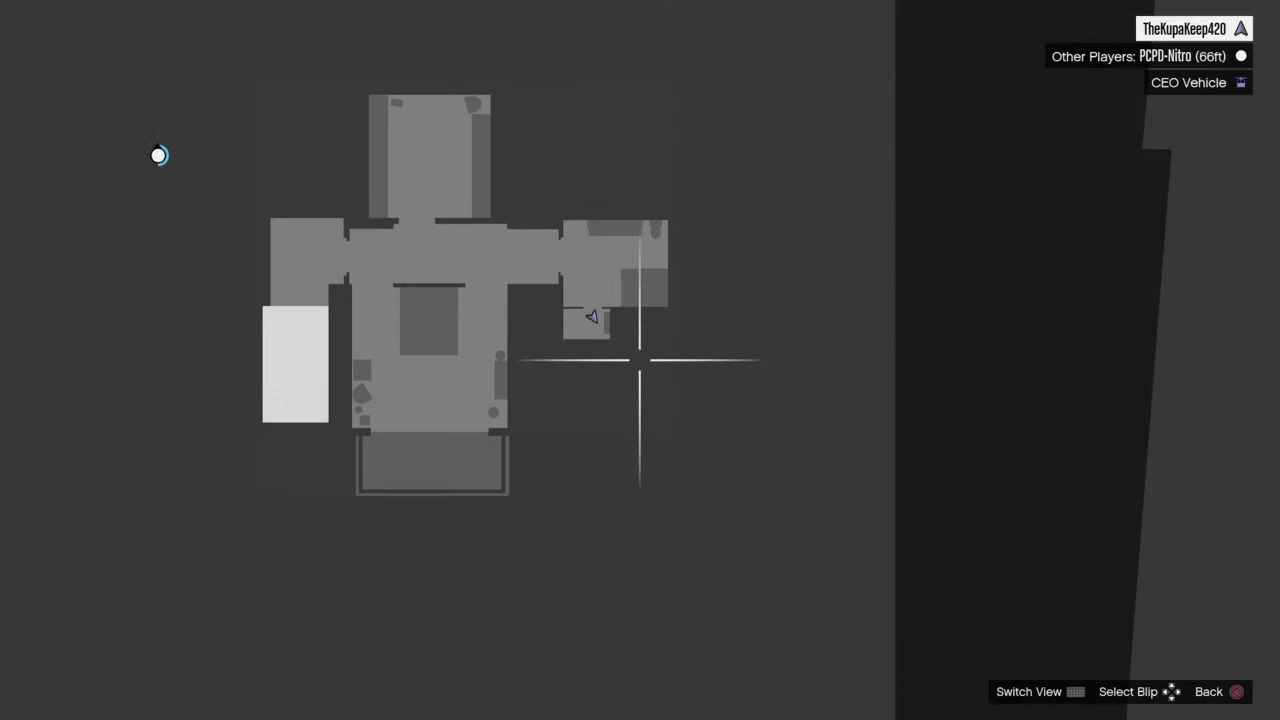 TheKupaKeep420
Other Players: PCPD-Nitro (66ft)
CEO Vehicle
Switch View Select Blip Back